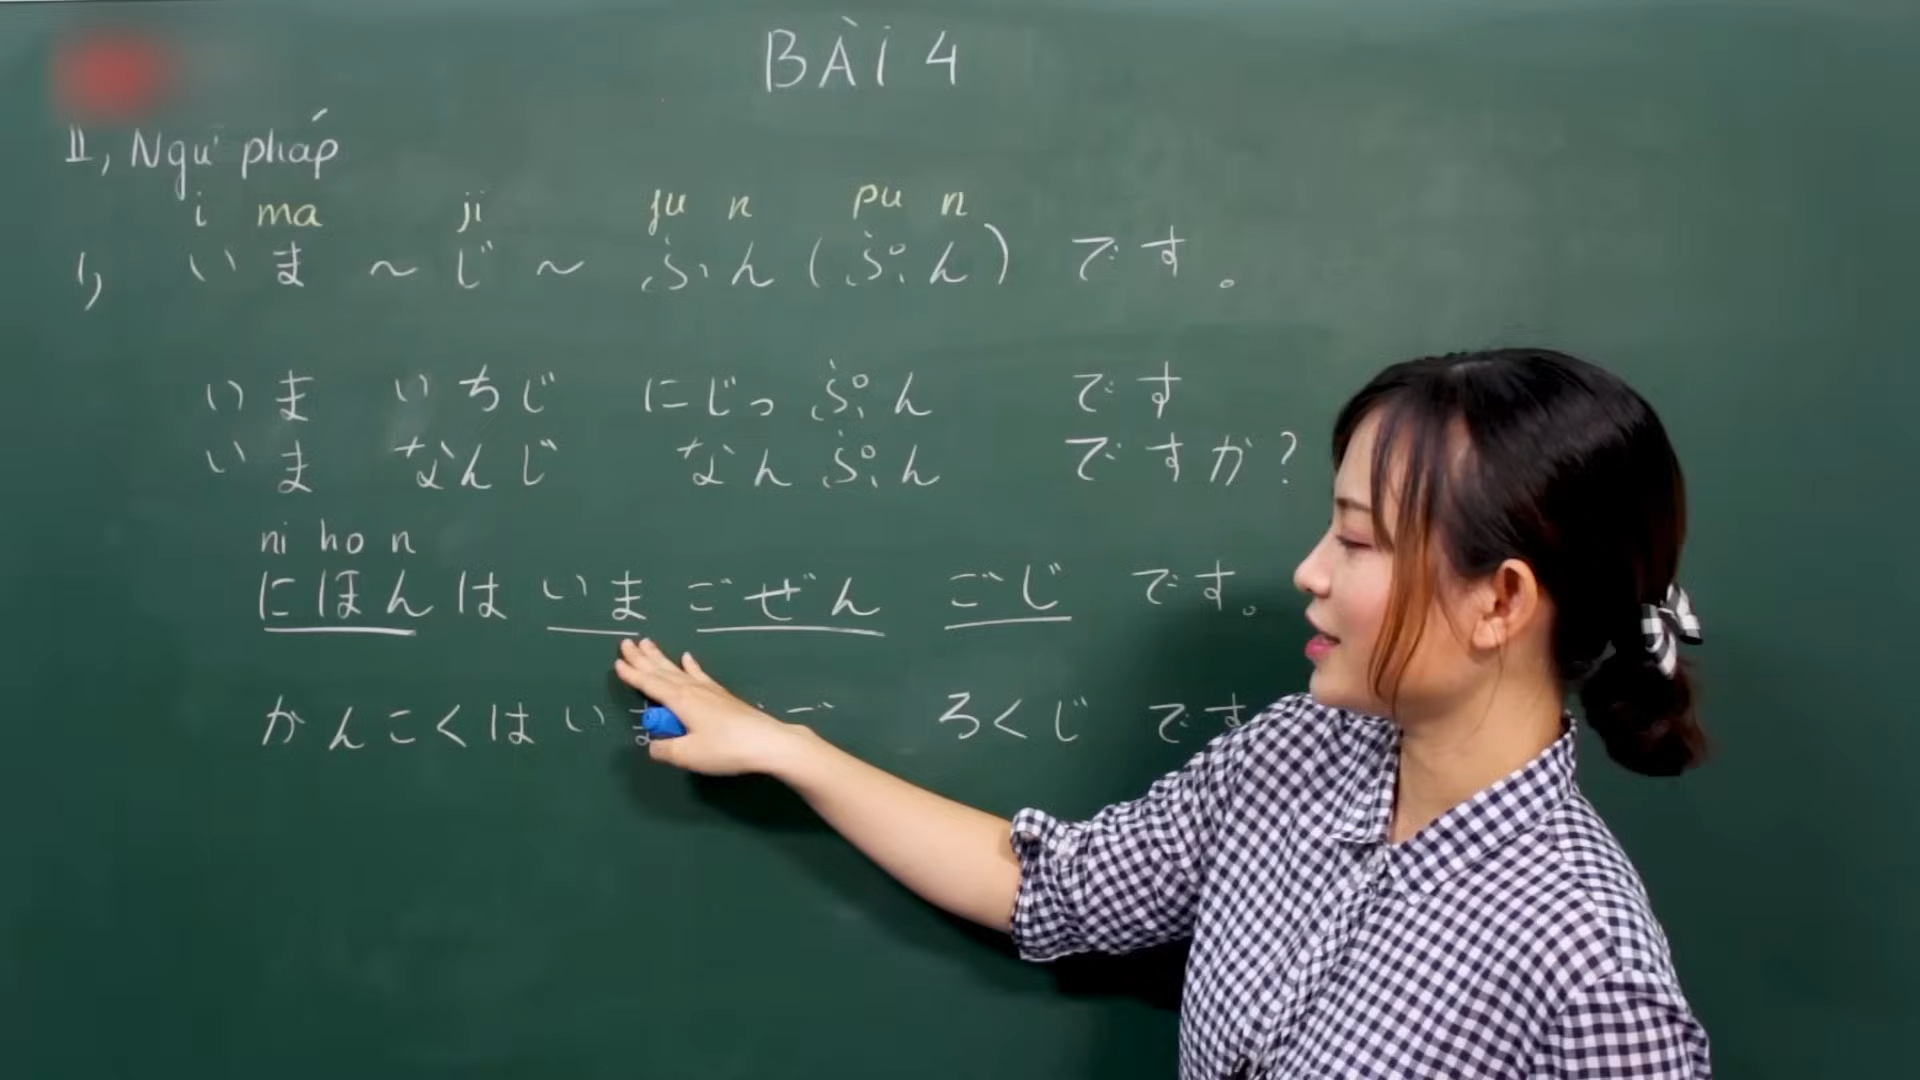 BÀI 4
II, Ngư pháp
i ma ji fu n pu n
1, いま ~ じ ~ ふん (ぷん) です。
いま いちじ にじっぷん です
いま なんじ なんぷん ですか?
ni ho n
にほん は いま ごぜん ごじ です。
かんこくは いま ろくじ です